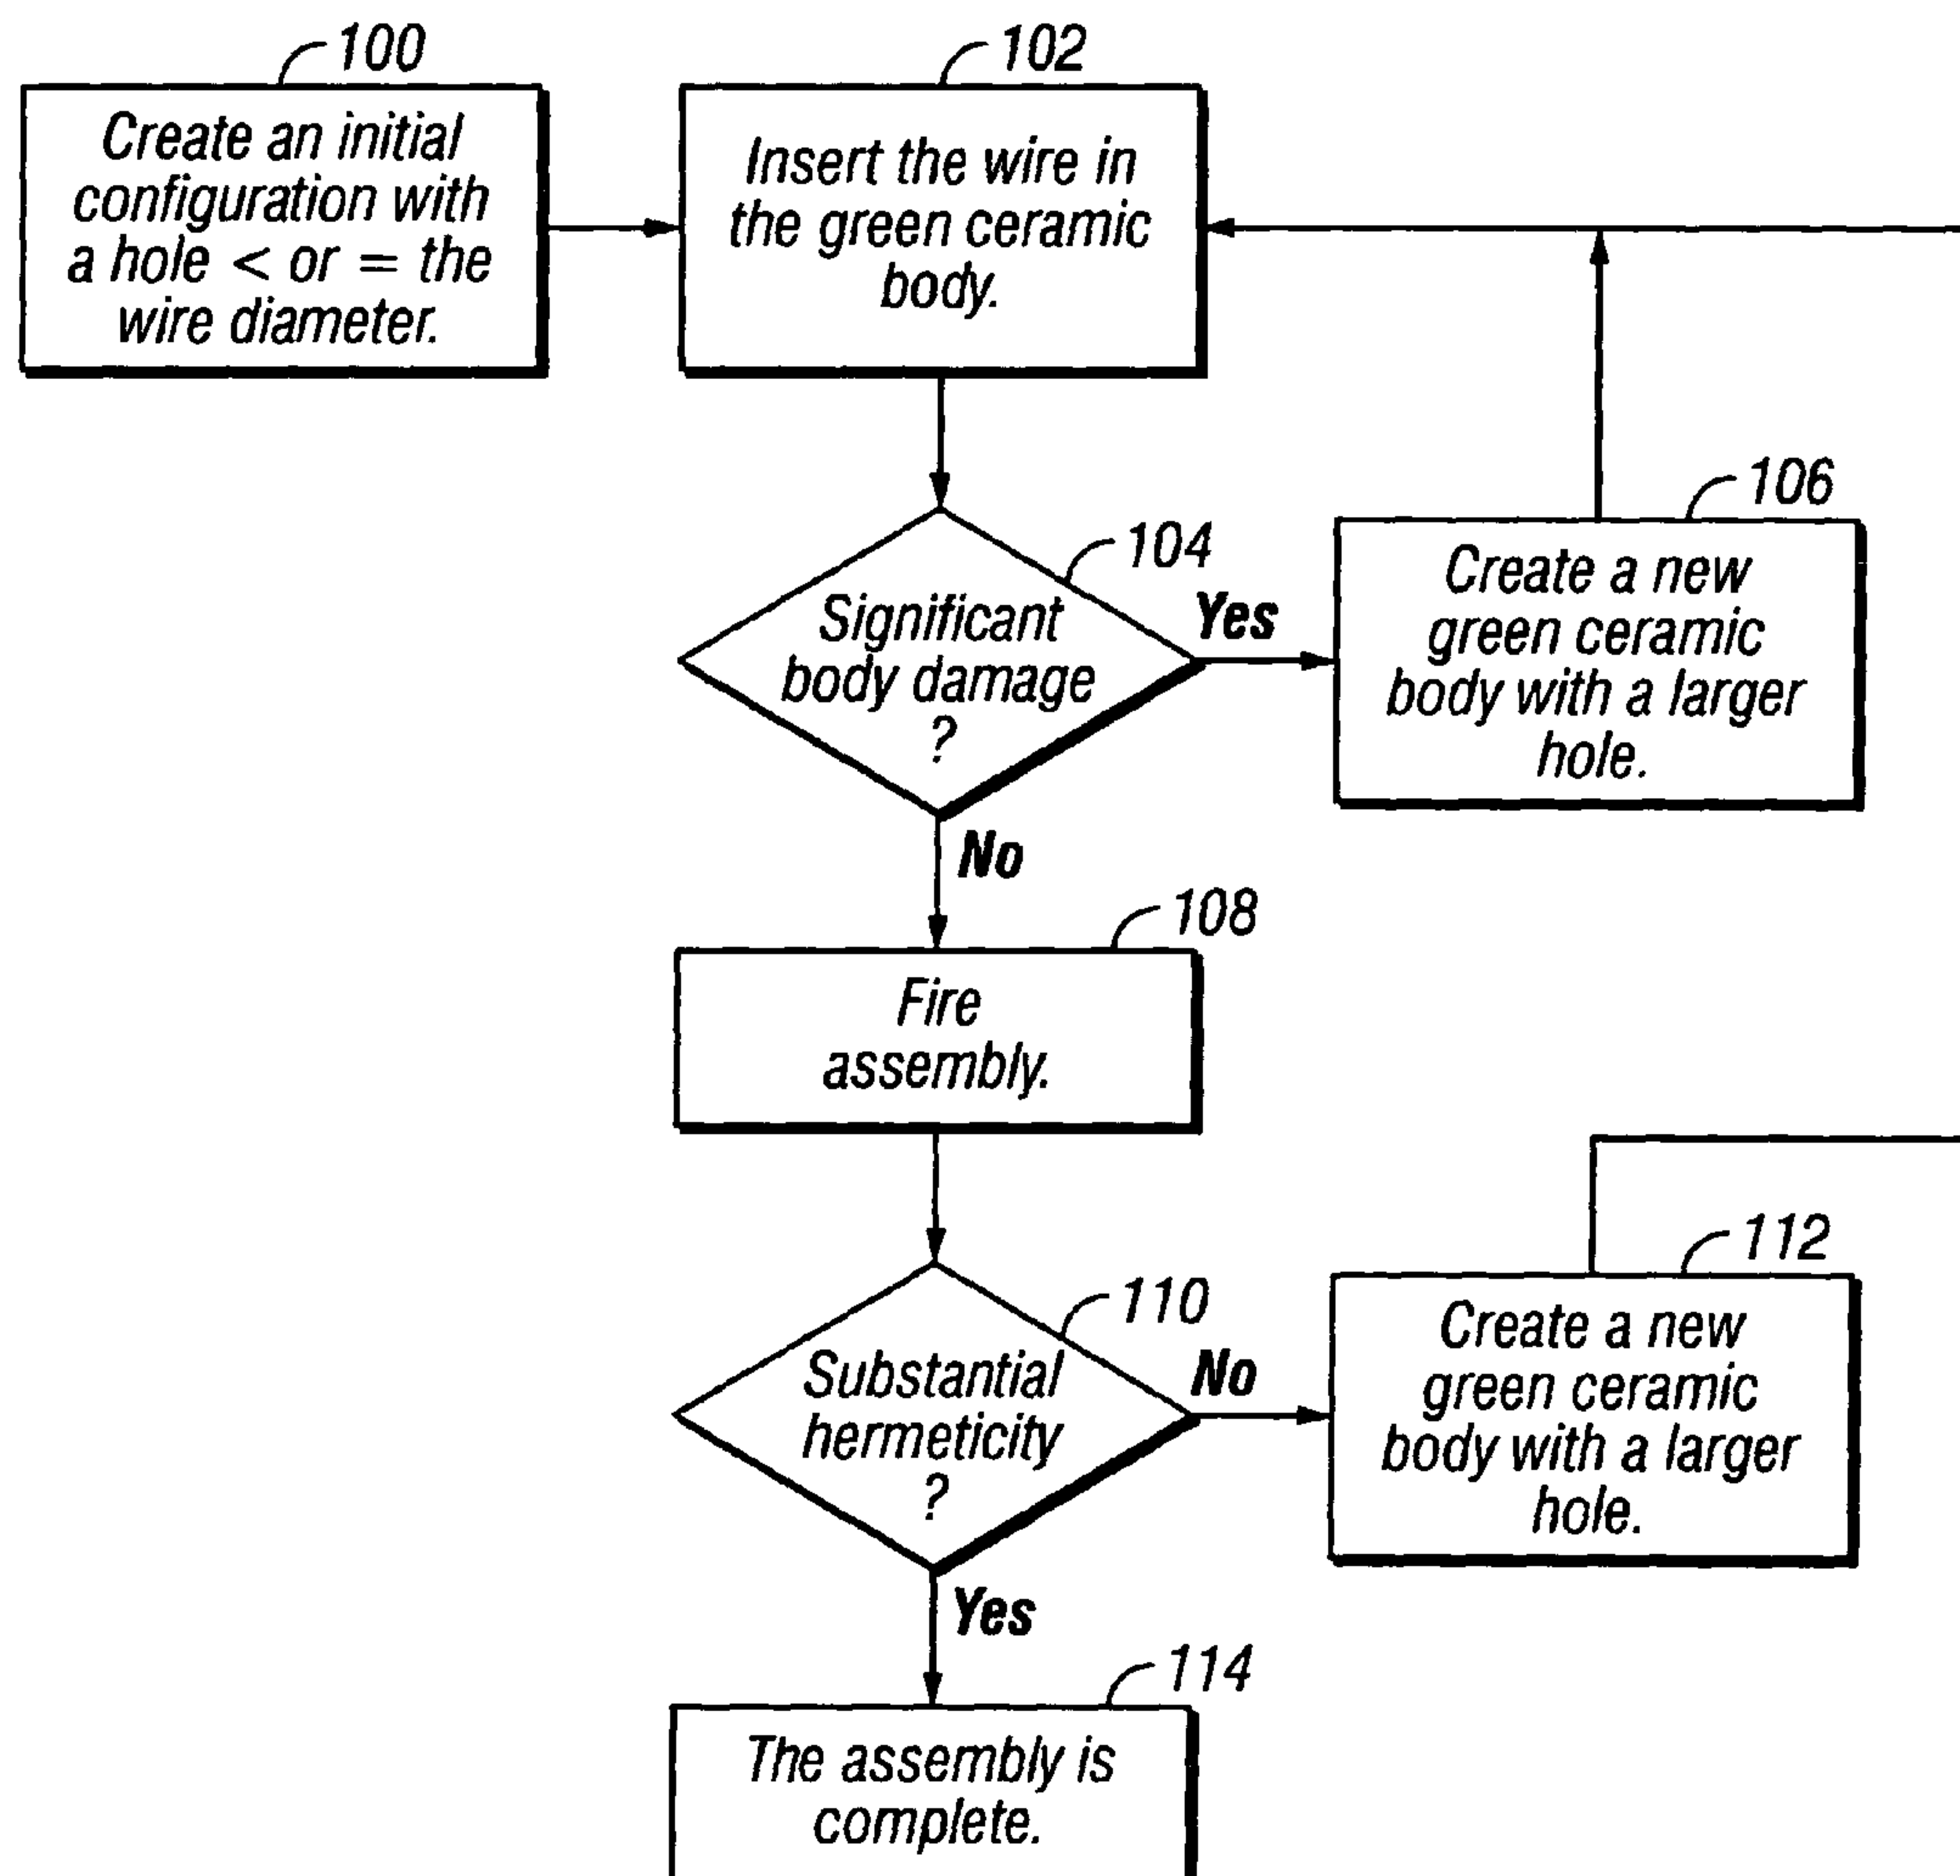 100
Create an initial
configuration with
a hole < or = the
wire diameter.
102
Insert the wire in
the green ceramic
body.
104
Significant
body damage
?
Yes
106
Create a new
green ceramic
body with a larger
hole.
No
108
Fire
assembly.
110
Substantial
hermeticity
?
No
112
Create a new
green ceramic
body with a larger
hole.
Yes
114
The assembly is
complete.